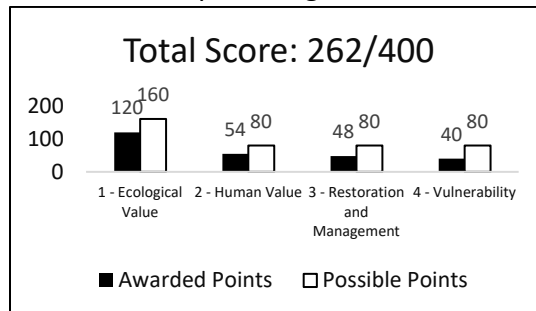 Total Score: 262/400
200
100
0
120
160
54
80
48
80
40
80
1 - Ecological
Value
2 - Human Value
3 - Restoration
and
Management
4 - Vulnerability
Awarded Points
Possible Points